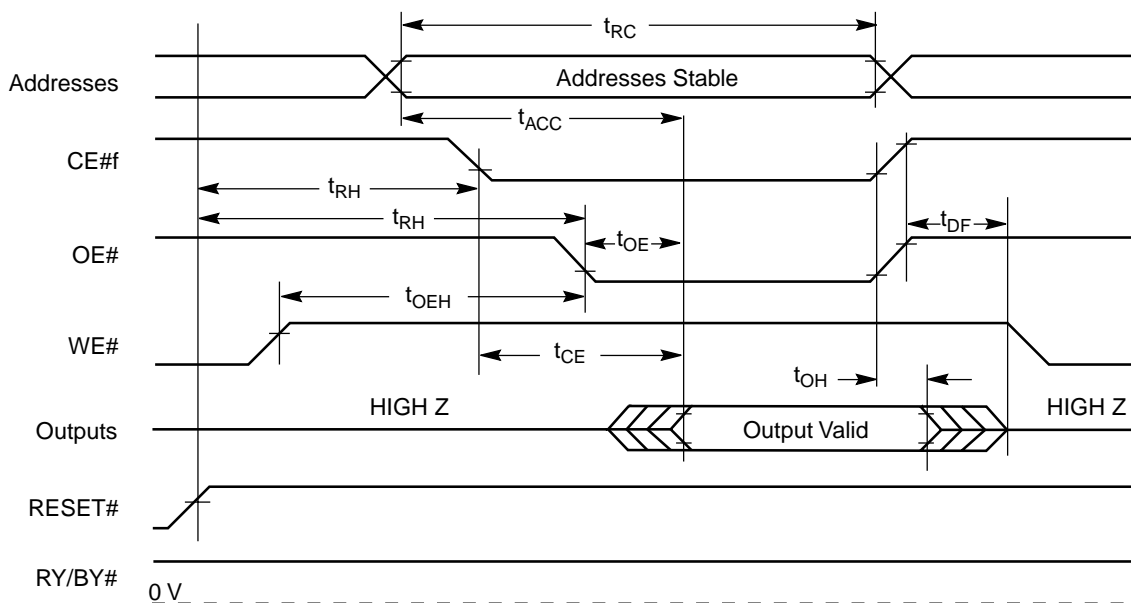 tRC
Addresses
Addresses Stable
tACC
CE#f
tRH
tRH
tDF
OE#
tOE
tOEH
WE#
tCE
tOH
HIGH Z
HIGH Z
Outputs
Output Valid
RESET#
RY/BY#
0 V